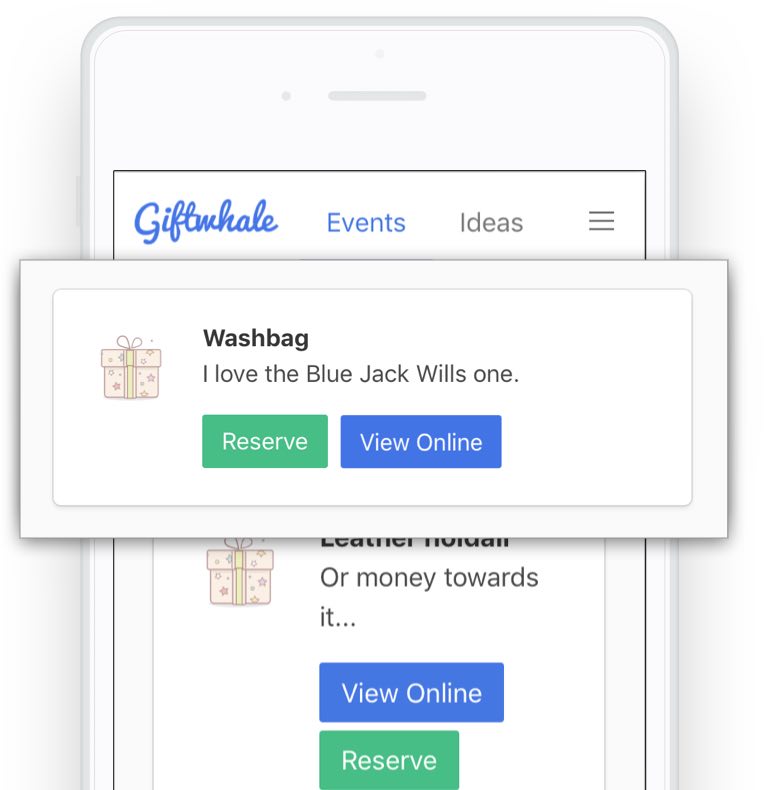 Giftwhale Events Ideas
Washbag
I love the Blue Jack Wills one.
Reserve View Online
Leather holdall
Or money towards
it...
View Online
Reserve